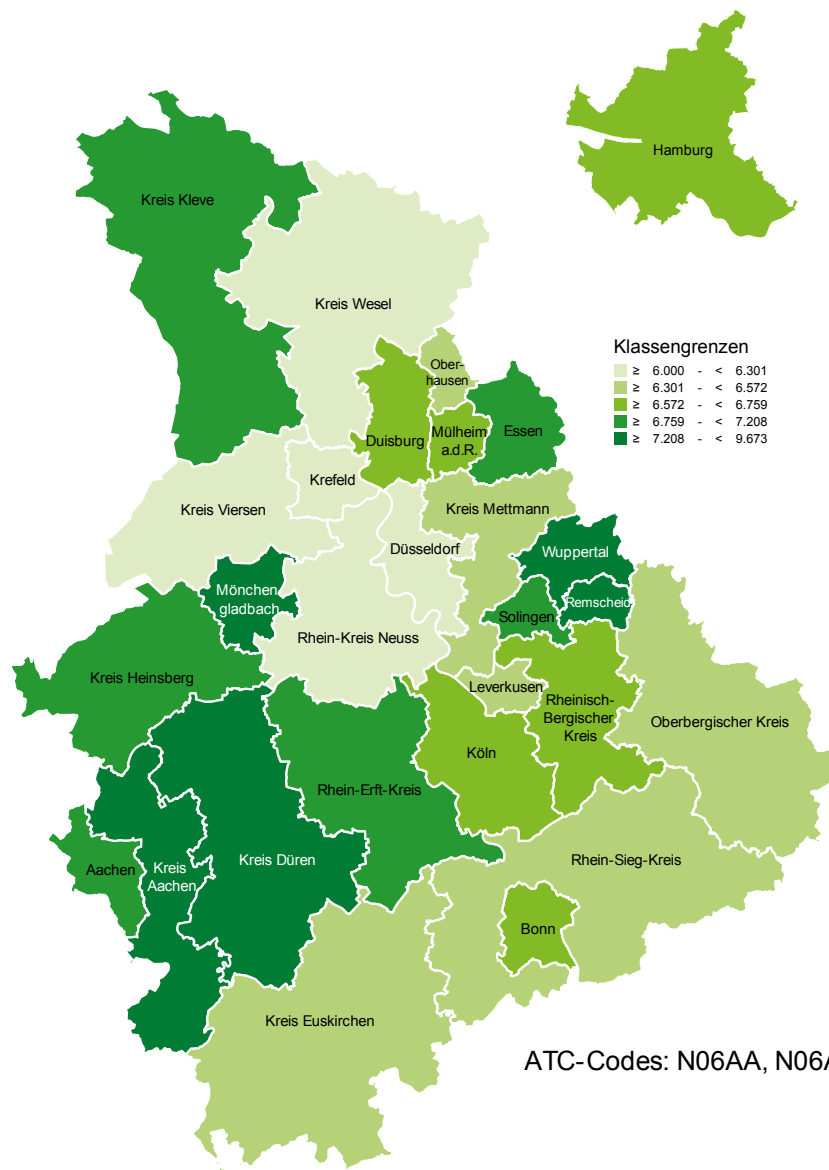 Hamburg
Kreis Kleve
Kreis Wesel
Klassengrenzen
≥ 6.000 - < 6.301
≥ 6.301 - < 6.572
≥ 6.572 - < 6.759
≥ 6.759 - < 7.208
≥ 7.208 - < 9.673
Ober-
hausen
Duisburg
Mülheim
a.d.R.
Essen
Krefeld
Kreis Viersen
Kreis Mettmann
Düsseldorf
Wuppertal
Mönchen
gladbach
Remscheid
Solingen
Rhein-Kreis Neuss
Kreis Heinsberg
Leverkusen
Rheinisch-
Bergischer
Kreis
Oberbergischer Kreis
Köln
Rhein-Erft-Kreis
Kreis Düren
Rhein-Sieg-Kreis
Aachen
Kreis
Aachen
Bonn
Kreis Euskirchen
ATC-Codes: N06AA, N06A